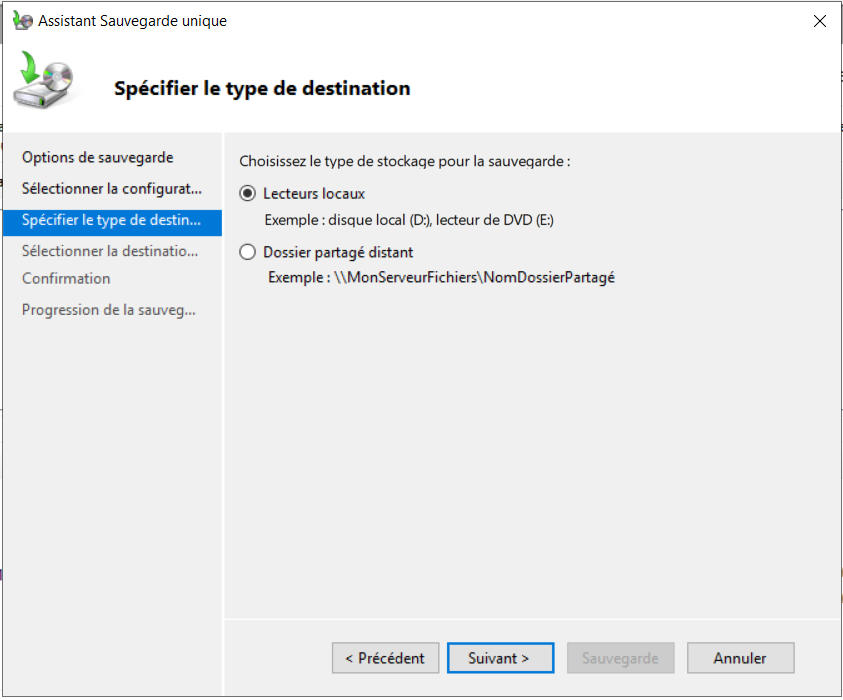 Assistant Sauvegarde unique
Spécifier le type de destination
Options de sauvegarde
Sélectionner la configurat...
Spécifier le type de destin...
Sélectionner la destinatio...
Confirmation
Progression de la sauveg...
Choisissez le type de stockage pour la sauvegarde :
Lecteurs locaux
Exemple : disque local (D:), lecteur de DVD (E:)
Dossier partagé distant
Exemple : \\MonServeurFichiers\NomDossierPartagé
< Précédent
Suivant >
Sauvegarde
Annuler